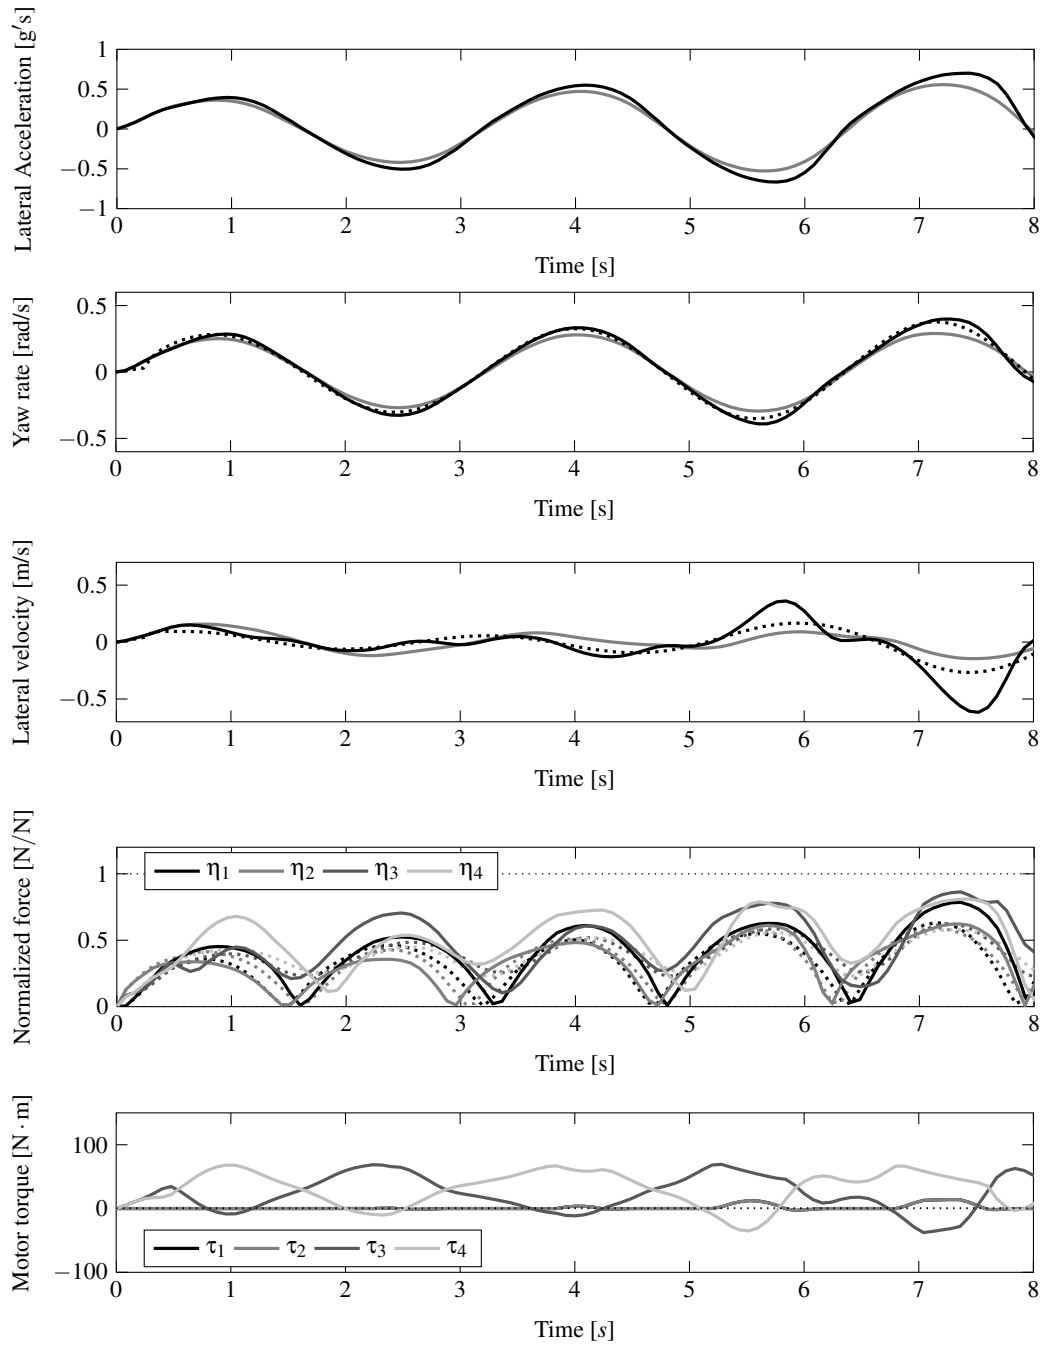 Lateral Acceleration [g′s]
1
0.5
0
−0.5
−1
0 1 2 3 4 5 6 7 8
Time [s]
Yaw rate [rad/s]
0.5
0
−0.5
0 1 2 3 4 5 6 7 8
Time [s]
Lateral velocity [m/s]
0.5
0
−0.5
0 1 2 3 4 5 6 7 8
Time [s]
Normalized force [N/N]
1
0.5
0
η1 η2 η3 η4
0 1 2 3 4 5 6 7 8
Time [s]
Motor torque [N · m]
100
0
−100
τ1 τ2 τ3 τ4
0 1 2 3 4 5 6 7 8
Time [s]